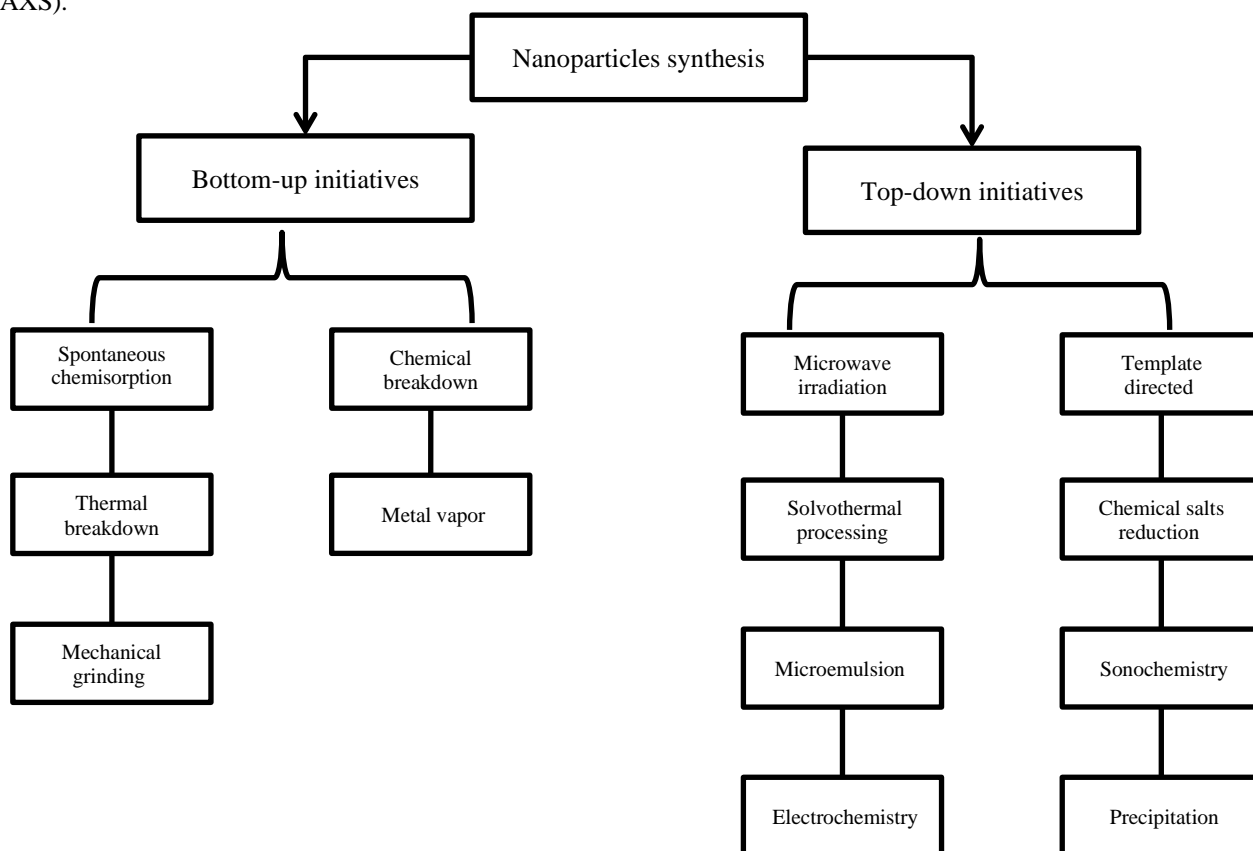 AXS).
Nanoparticles synthesis
Bottom-up initiatives
Top-down initiatives
Spontaneous
chemisorption
Chemical
breakdown
Microwave
irradiation
Template
directed
Thermal
breakdown
Metal vapor
Solvothermal
processing
Chemical salts
reduction
Mechanical
grinding
Microemulsion
Sonochemistry
Electrochemistry
Precipitation